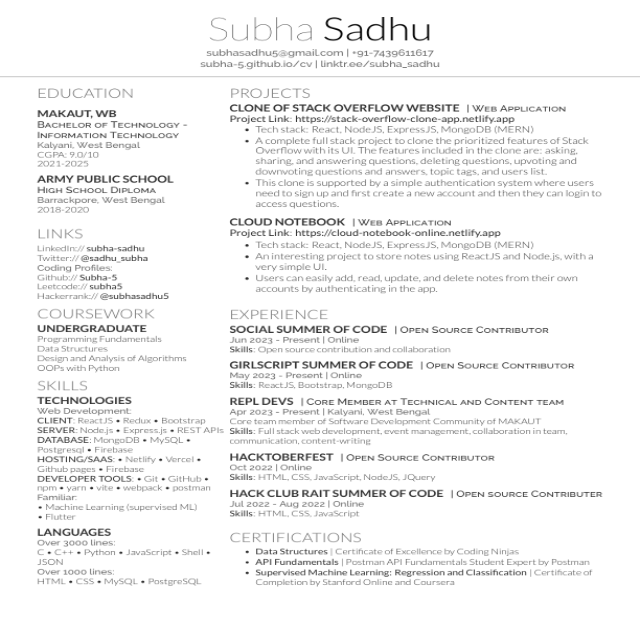 Subha Sadhu
subhasadhu5@gmail.com | +91-7439611617
subha-5.github.io/cv | linktr.ee/subha_sadhu
EDUCATION
MAKAUT, WB
BACHELOR OF TECHNOLOGY –
INFORMATION TECHNOLOGY
Kalyani, West Bengal
CGPA: 9.0/10
2021-2025
ARMY PUBLIC SCHOOL
HIGH SCHOOL DIPLOMA
Barrackpore, West Bengal
2018-2020
LINKS
LinkedIn:// subha-sadhu
Twitter:// @sadhu_subha
Coding Profiles:
Github:// Subha-5
Leetcode:// subha5
Hackerrank:// @subhasadhu5
COURSEWORK
UNDERGRADUATE
Programming Fundamentals
Data Structures
Design and Analysis of Algorithms
OOPs with Python
SKILLS
TECHNOLOGIES
Web Development:
CLIENT: ReactJS • Redux • Bootstrap
SERVER: Node.js • Express.js • REST APIs
DATABASE: MongoDB • MySQL •
Postgresql • Firebase
HOSTING/SAAS: • Netlify • Vercel •
Github pages • Firebase
DEVELOPER TOOLS: • Git • GitHub •
npm • yarn • vite • webpack • postman
Familiar:
• Machine Learning (supervised ML)
• Flutter
LANGUAGES
Over 3000 lines:
C • C++ • Python • JavaScript • Shell •
JSON
Over 1000 lines:
HTML • CSS • MySQL • PostgreSQL
PROJECTS
CLONE OF STACK OVERFLOW WEBSITE | WEB APPLICATION
Project Link: https://stack-overflow-clone-app.netlify.app
• Tech stack: React, NodeJS, ExpressJS, MongoDB (MERN)
• A complete full stack project to clone the prioritized features of Stack
Overflow with its UI. The features included in the clone are: asking,
sharing, and answering questions, deleting questions, upvoting and
downvoting questions and answers, topic tags, and users list.
• This clone is supported by a simple authentication system where users
need to sign up and first create a new account and then they can login to
access questions.
CLOUD NOTEBOOK | WEB APPLICATION
Project Link: https://cloud-notebook-online.netlify.app
• Tech stack: React, NodeJS, ExpressJS, MongoDB (MERN)
• An interesting project to store notes using ReactJS and Node.js, with a
very simple UI.
• Users can easily add, read, update, and delete notes from their own
accounts by authenticating in the app.
EXPERIENCE
SOCIAL SUMMER OF CODE | OPEN SOURCE CONTRIBUTOR
Jun 2023 - Present | Online
Skills: Open source contribution and collaboration
GIRLSCRIPT SUMMER OF CODE | OPEN SOURCE CONTRIBUTOR
May 2023 - Present | Online
Skills: ReactJS, Bootstrap, MongoDB
REPL DEVS | CORE MEMBER AT TECHNICAL AND CONTENT TEAM
Apr 2023 - Present | Kalyani, West Bengal
Core team member of Software Development Community of MAKAUT
Skills: Full stack web development, event management, collaboration in team,
communication, content-writing
HACKTOBERFEST | OPEN SOURCE CONTRIBUTOR
Oct 2022 | Online
Skills: HTML, CSS, JavaScript, NodeJS, JQuery
HACK CLUB RAIT SUMMER OF CODE | OPEN SOURCE CONTRIBUTER
Jul 2022 - Aug 2022 | Online
Skills: HTML, CSS, JavaScript
CERTIFICATIONS
• Data Structures | Certificate of Excellence by Coding Ninjas
• API Fundamentals | Postman API Fundamentals Student Expert by Postman
• Supervised Machine Learning: Regression and Classification | Certificate of
Completion by Stanford Online and Coursera